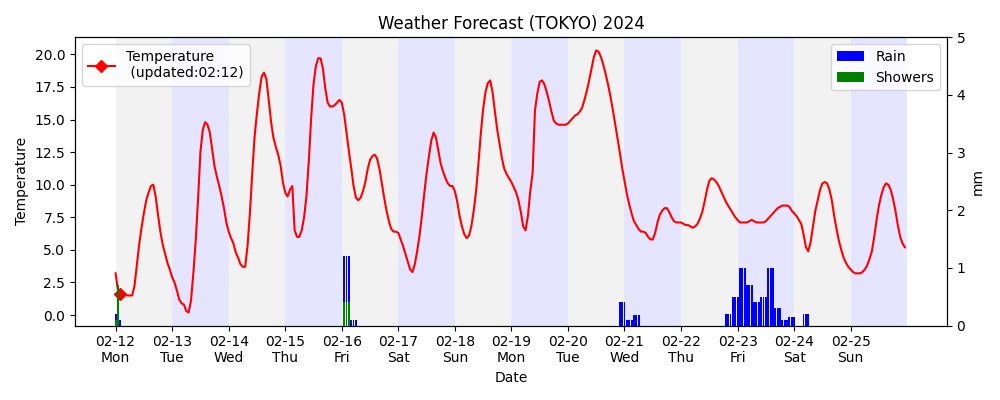 Weather Forecast (TOKYO) 2024
Temperature
(updated:02:12)
Rain
Showers
Temperature
20.0
17.5
15.0
12.5
10.0
7.5
5.0
2.5
0.0
5
4
3
2
1
0
mm
02-12 02-13 02-14 02-15 02-16 02-17 02-18 02-19 02-20 02-21 02-22 02-23 02-24 02-25
Mon Tue Wed Thu Fri Sat Sun Mon Tue Wed Thu Fri Sat Sun
Date